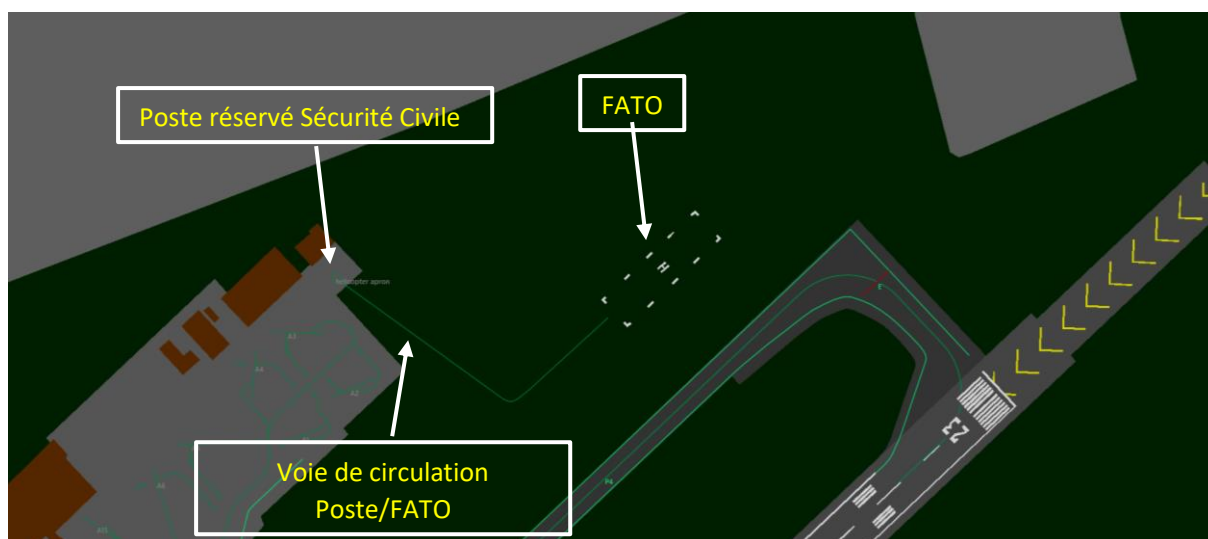 FATO
Poste réservé Sécurité Civile
H
helicopter apron
A3
A4
A2
23
Voie de circulation
Poste/FATO
P4
A6